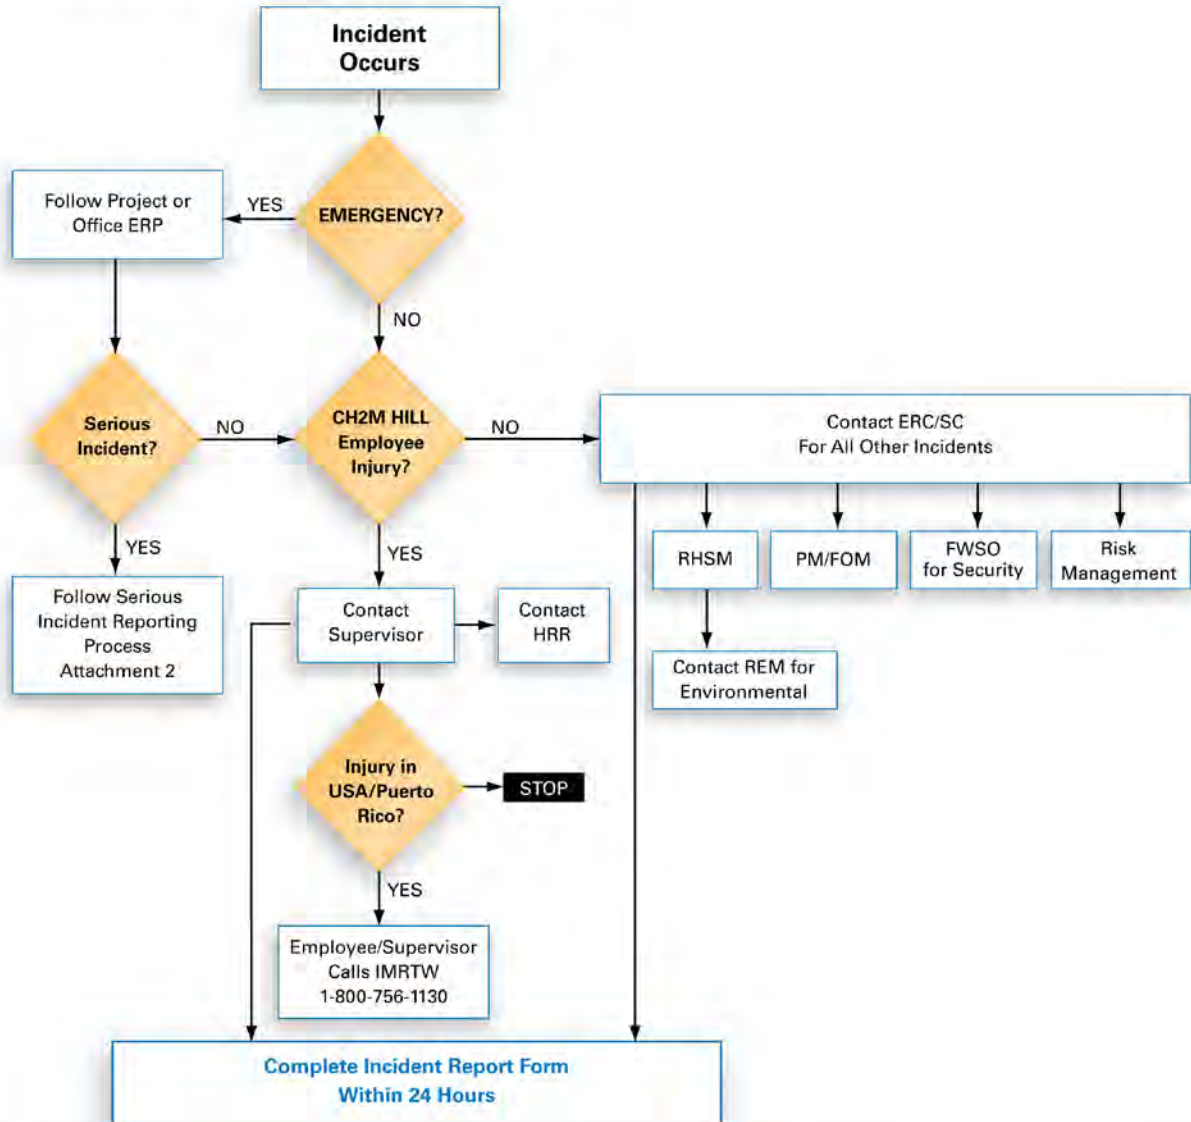 Incident
Occurs
EMERGENCY?
YES
Follow Project or
Office ERP
NO
Serious
Incident?
NO
CH2M HILL
Employee
Injury?
NO
Contact ERC/SC
For All Other Incidents
YES
Follow Serious
Incident Reporting
Process
Attachment 2
YES
Contact
Supervisor
Contact
HRR
RHSM
PM/FOM
FWSO
for Security
Risk
Management
Contact REM for
Environmental
Injury in
USA/Puerto
Rico?
STOP
YES
Employee/Supervisor
Calls IMRTW
1-800-756-1130
Complete Incident Report Form
Within 24 Hours